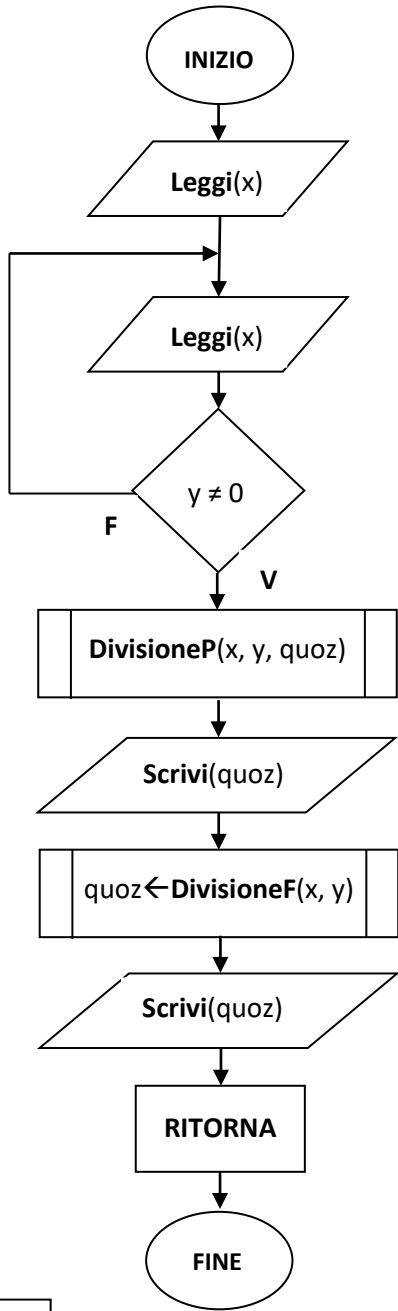 INIZIO
Leggi(x)
Leggi(x)
y ≠ 0
F
V
DivisioneP(x, y, quoz)
Scrivi(quoz)
quoz←DivisioneF(x, y)
Scrivi(quoz)
RITORNA
FINE